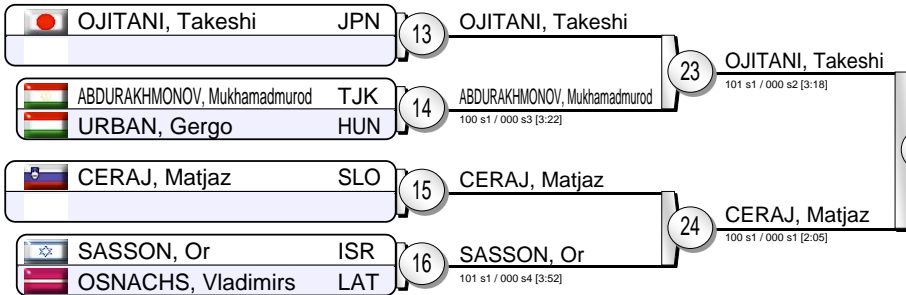 OJITANI, Takeshi JPN
13
OJITANI, Takeshi
ABDURAKHMONOV, Mukhamadmurod TJK
URBAN, Gergo HUN
14
ABDURAKHMONOV, Mukhamadmurod
100 s1 / 000 s3 [3:22]
23
OJITANI, Takeshi
101 s1 / 000 s2 [3:18]
CERAJ, Matjaz SLO
15
CERAJ, Matjaz
SASSON, Or ISR
OSNACHS, Vladimirs LAT
16
SASSON, Or
101 s1 / 000 s4 [3:52]
24
CERAJ, Matjaz
100 s1 / 000 s1 [2:05]